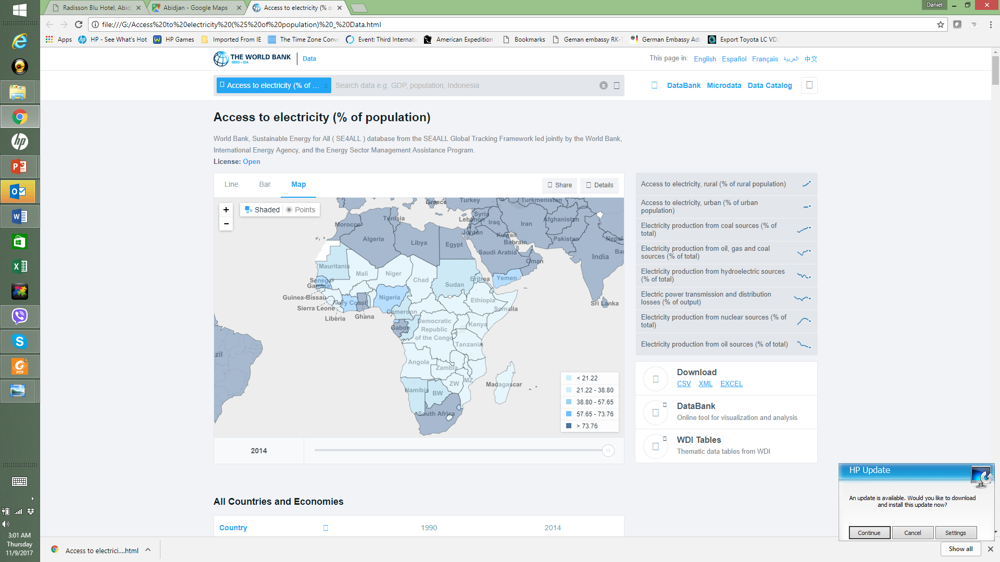 Radisson Blu Hotel, Abid
Abidjan - Google Maps
Access to electricity (% o
Daniel
file:///G:/Access%20to%20electricity%20(%25%20of%20population)%20_%20Data.html
Apps
HP - See What's Hot
HP Games
Imported From IE
The Time Zone Conv
Event: Third Internati
American Expedition
Bookmarks
Geman embassy RK-
German Embassy Ad
Export Toyota LC VD
THE WORLD BANK
IBRD • IDA
Data
This page in:
English
Español
Français
العربية
中文
Access to electricity (% of ...
x
Search data e.g. GDP, population, Indonesia
x
DataBank
Microdata
Data Catalog
Access to electricity (% of population)
World Bank, Sustainable Energy for All ( SE4ALL ) database from the SE4ALL Global Tracking Framework led jointly by the World Bank,
International Energy Agency, and the Energy Sector Management Assistance Program.
License: Open
Line
Bar
Map
Share
Details
+
−
Shaded
Points
Greece
Turkey
Turkmenistan
Tunisia
Syria
Lebanon
Iraq
Iran
Afghanistan
Morocco
Jordan
Kuwait
Algeria
Libya
Egypt
Bahrain
Pakistan
Nepal
Saudi Arabia
Ba
India
Oman
Mauritania
Mali
Niger
Chad
Sudan
Eritrea
Yemen
Senegal
Gambia
Guinea-Bissau
Ivory Coast
Nigeria
Ethiopia
Sri Lanka
Sierra Leone
Somalia
Liberia
Ghana
Cameroon
Democratic
Republic
of the Congo
Gabon
Kenya
Tanzania
zil
Angola
Zambia
MZ
ZW
Madagascar
Namibia
BW
South Africa
< 21.22
21.22 - 38.80
38.80 - 57.65
57.65 - 73.76
> 73.76
2014
Access to electricity, rural (% of rural population)
Access to electricity, urban (% of urban
population)
Electricity production from coal sources (% of
total)
Electricity production from oil, gas and coal
sources (% of total)
Electricity production from hydroelectric sources
(% of total)
Electric power transmission and distribution
losses (% of output)
Electricity production from nuclear sources (% of
total)
Electricity production from oil sources (% of total)
Download
CSV
XML
EXCEL
DataBank
Online tool for visualization and analysis
WDI Tables
Thematic data tables from WDI
All Countries and Economies
Country
1990
2014
HP Update
An update is available. Would you like to download
and install this update now?
Continue
Cancel
Settings
3:01 AM
Thursday
11/9/2017
Access to electrici....html
Show all